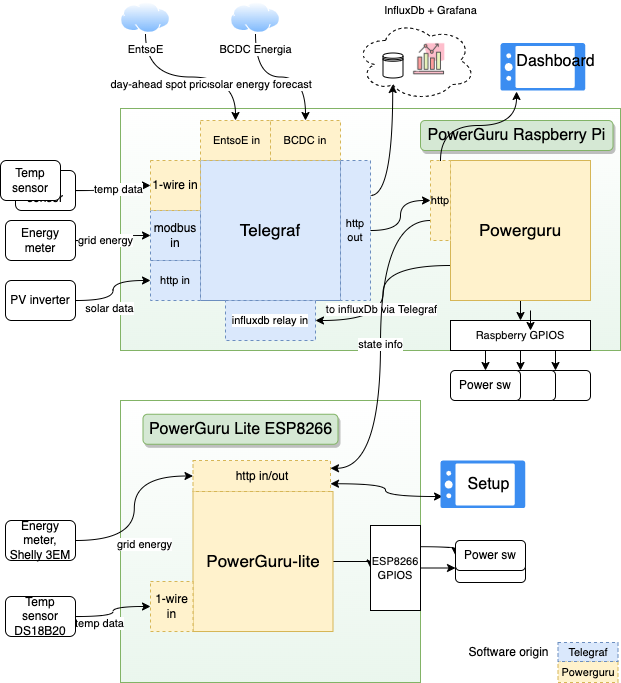 InfluxDb + Grafana
EntsoE
BCDC Energia
Dashboard
day-ahead spot price
solar energy forecast
PowerGuru Raspberry Pi
EntsoE in
BCDC in
Temp
sensor
sensor
temp data
1-wire in
Energy
meter
grid energy
modbus
in
Telegraf
http
out
http
Powerguru
PV inverter
solar data
http in
influxdb relay in
to influxDb via Telegraf
state info
Raspberry GPIOS
Power sw
PowerGuru Lite ESP8266
http in/out
Setup
Energy
meter,
Shelly 3EM
grid energy
PowerGuru-lite
ESP8266
GPIOS
Power sw
Temp
sensor
DS18B20
temp data
1-wire
in
Software origin
Telegraf
Powerguru